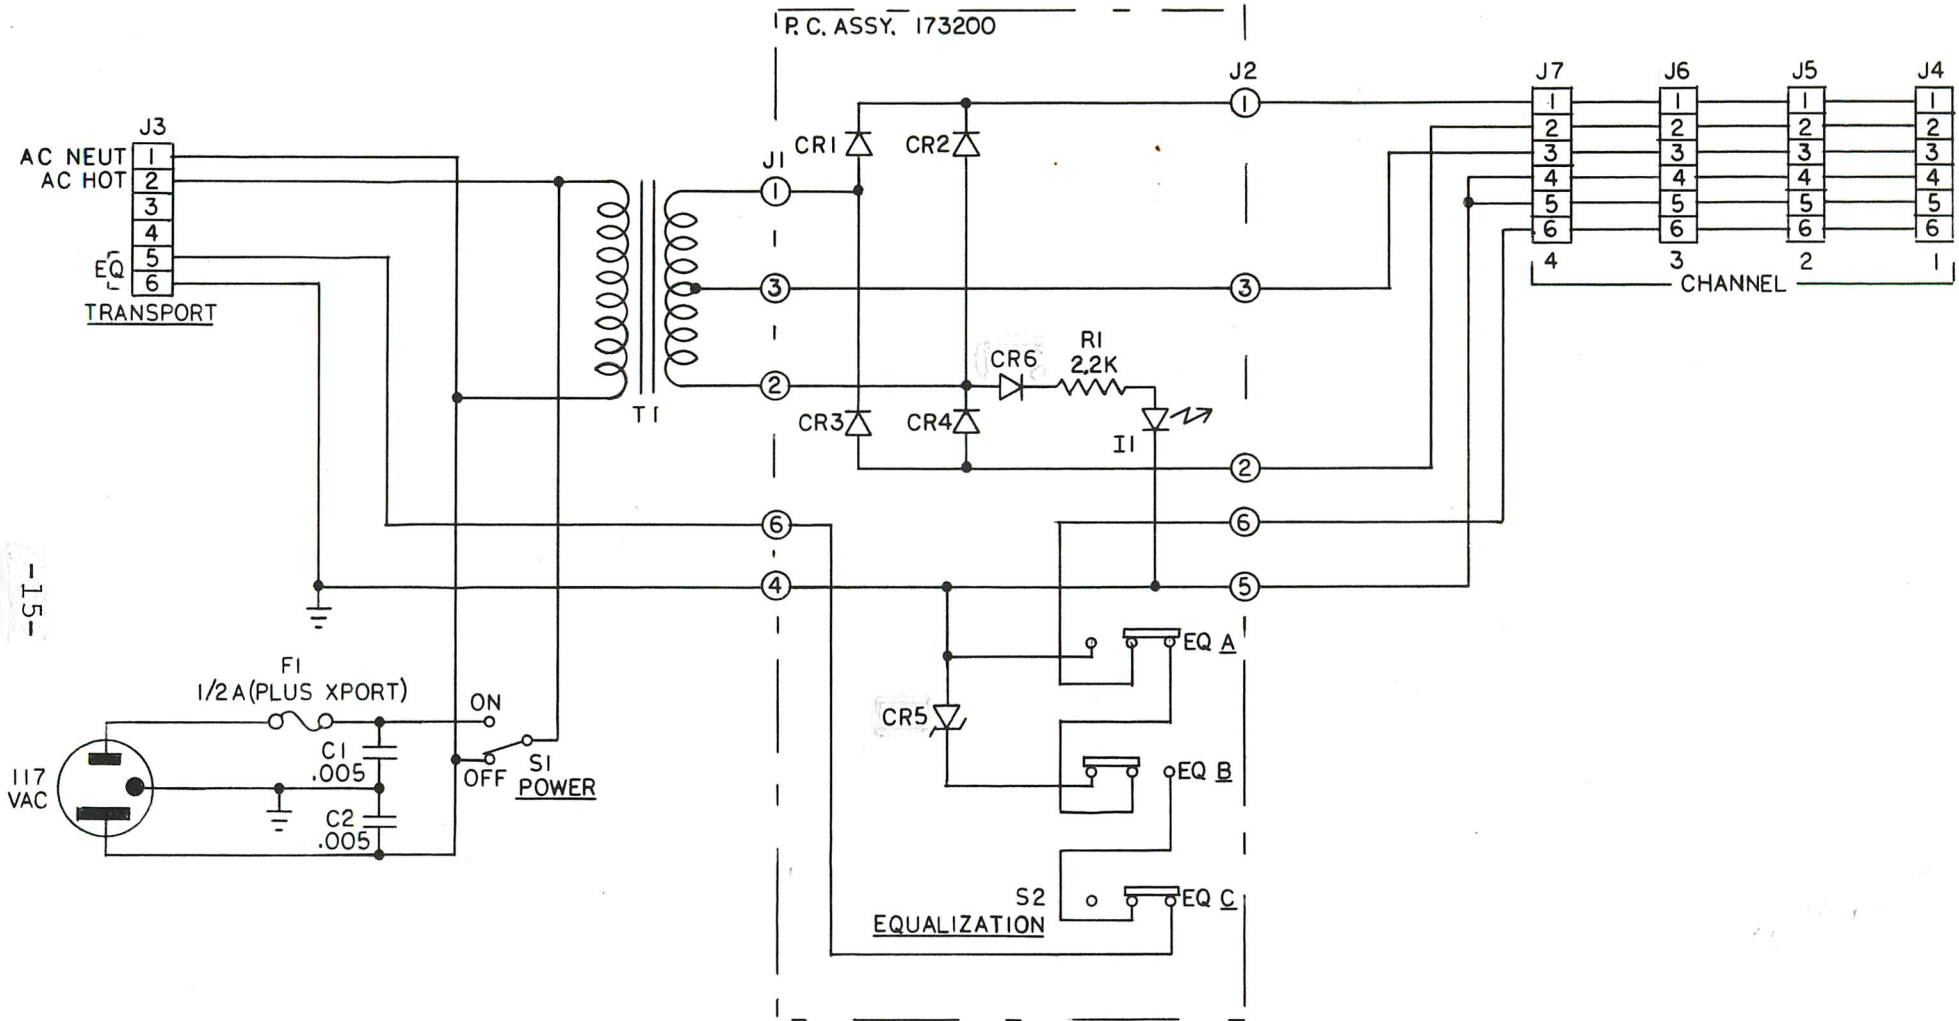 P.C. ASSY. 173200
J2
J7 J6 J5 J4
1 1 1 1 1
J3
AC NEUT 1
AC HOT 2
3
4
EQ 5
6
TRANSPORT
CR1 CR2
J1
1
2 2 2 2
3 3 3 3
4 4 4 4
5 5 5 5
6 6 6 6
4 3 2 1
CHANNEL
3 3
R1
CR6 2.2K
2
T1
CR3 CR4
I1
2
6 6
4 5
-15-
EQ A
F1
1/2A (PLUS XPORT)
ON
CR5
C1
.005
OFF S1
POWER
117
VAC
C2
.005
EQ B
S2
EQUALIZATION
EQ C